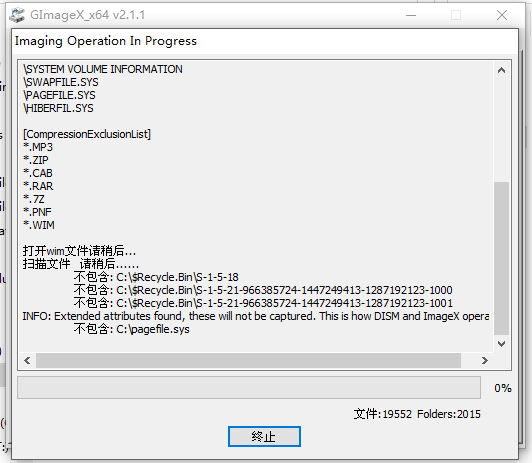 GImageX_x64 v2.1.1
Imaging Operation In Progress
\SYSTEM VOLUME INFORMATION
\SWAPFILE.SYS
\PAGEFILE.SYS
\HIBERFIL.SYS
[CompressionExclusionList]
*.MP3
*.ZIP
*.CAB
*.RAR
*.7Z
*.PNF
*.WIM
打开wim文件请稍后...
扫描文件 请稍后......
不包含: C:\$Recycle.Bin\S-1-5-18
不包含: C:\$Recycle.Bin\S-1-5-21-966385724-1447249413-1287192123-1000
不包含: C:\$Recycle.Bin\S-1-5-21-966385724-1447249413-1287192123-1001
INFO: Extended attributes found, these will not be captured. This is how DISM and ImageX opera
不包含: C:\pagefile.sys
0%
文件:19552 Folders:2015
终止